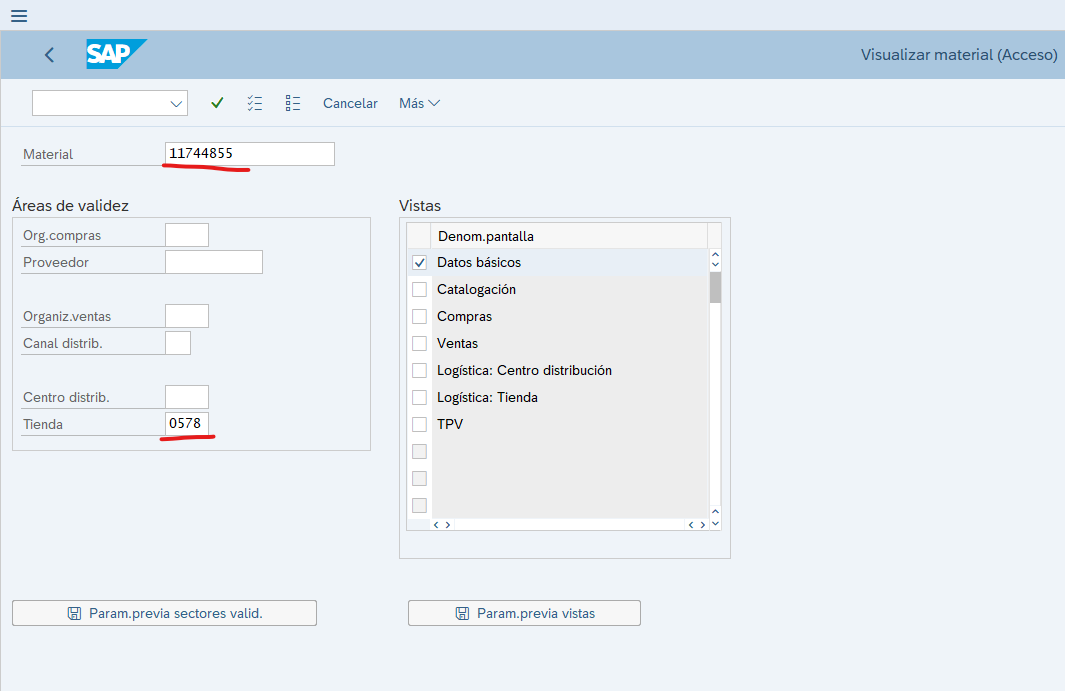 SAP
Visualizar material (Acceso)
Cancelar Más
Material 11744855
Áreas de validez
Org.compras
Proveedor
Organiz.ventas
Canal distrib.
Centro distrib.
Tienda 0578
Vistas
Denom.pantalla
Datos básicos
Catalogación
Compras
Ventas
Logística: Centro distribución
Logística: Tienda
TPV
Param.previa sectores valid.
Param.previa vistas